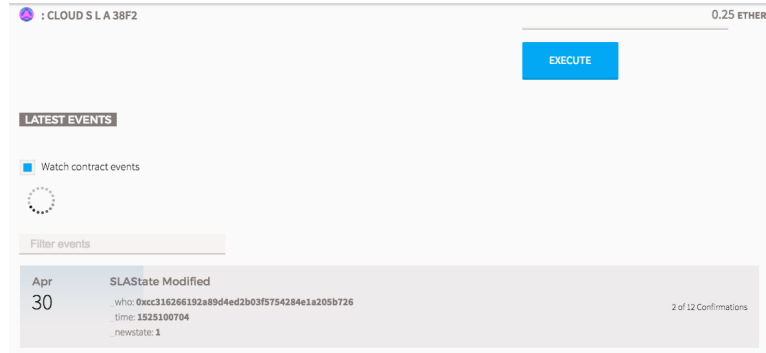 : CLOUD S L A 38F2
0.25 ETHER
EXECUTE
LATEST EVENTS
Watch contract events
Filter events
Apr
30
SLAState Modified
_who: 0xcc316266192a89d4ed2b03f5754284e1a205b726
_time: 1525100704
_newstate: 1
2 of 12 Confirmations